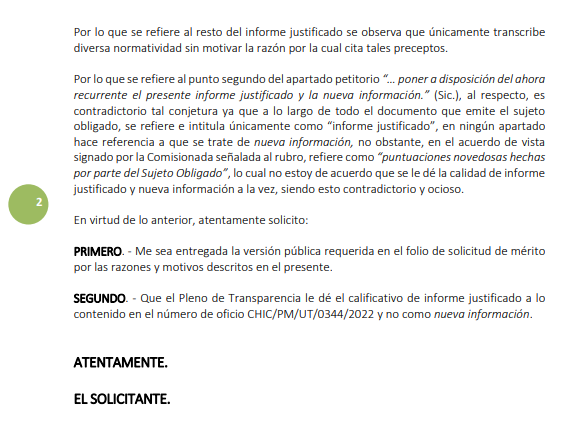 Por lo que se refiere al resto del informe justificado se observa que únicamente transcribe
diversa normatividad sin motivar la razón por la cual cita tales preceptos.
Por lo que se refiere al punto segundo del apartado petitorio “... poner a disposición del ahora
recurrente el presente informe justificado y la nueva información.” (Sic.), al respecto, es
contradictorio tal conjetura ya que a lo largo de todo el documento que emite el sujeto
obligado, se refiere e intitula únicamente como “informe justificado”, en ningún apartado
hace referencia a que se trate de nueva información, no obstante, en el acuerdo de vista
signado por la Comisionada señalada al rubro, refiere como “puntuaciones novedosas hechas
por parte del Sujeto Obligado”, lo cual no estoy de acuerdo que se le dé la calidad de informe
justificado y nueva información a la vez, siendo esto contradictorio y ocioso.
2
En virtud de lo anterior, atentamente solicito:
PRIMERO. - Me sea entregada la versión pública requerida en el folio de solicitud de mérito
por las razones y motivos descritos en el presente.
SEGUNDO. - Que el Pleno de Transparencia le dé el calificativo de informe justificado a lo
contenido en el número de oficio CHIC/PM/UT/0344/2022 y no como nueva información.
ATENTAMENTE.
EL SOLICITANTE.